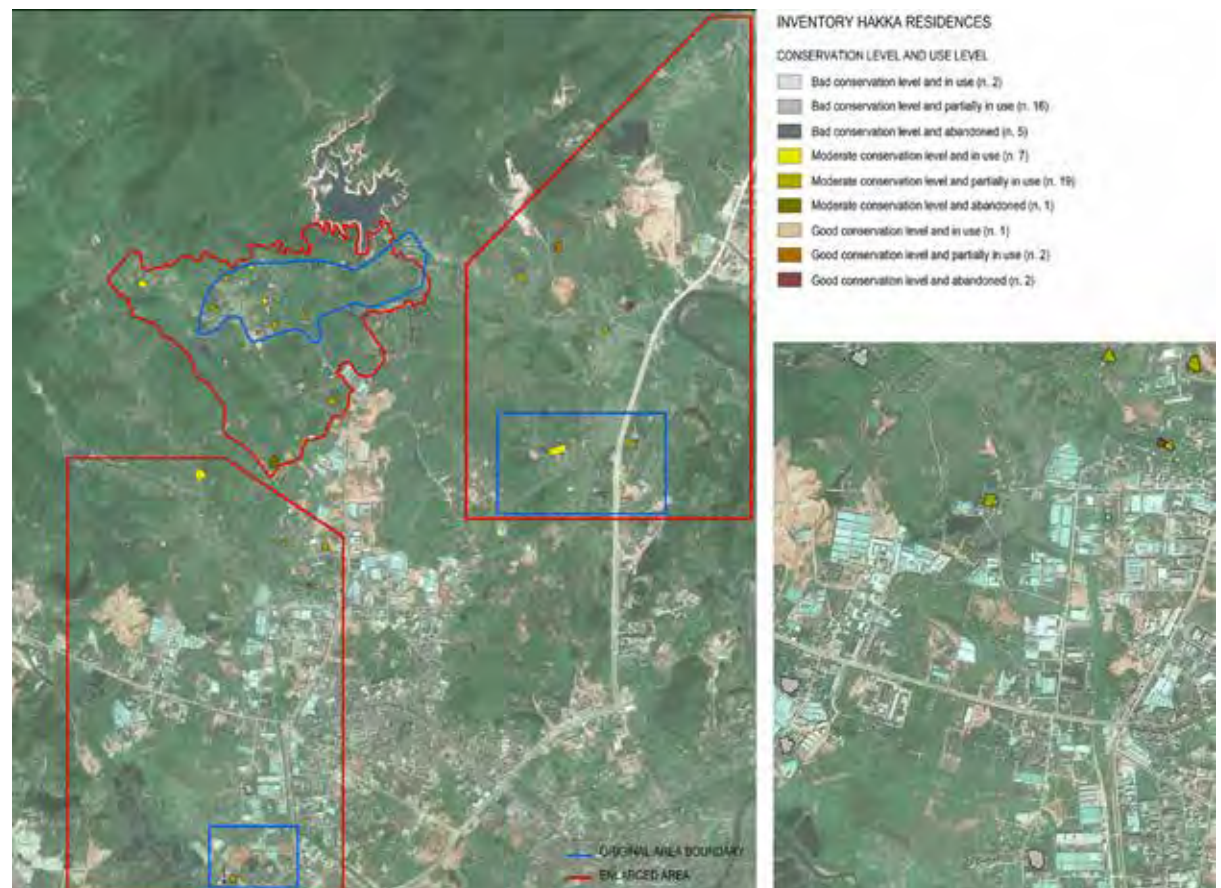 INVENTORY HAKKA RESIDENCES
CONSERVATION LEVEL AND USE LEVEL
Bad conservation level and in use (n. 2)
Bad conservation level and partially in use (n. 16)
Bad conservation level and abandoned (n. 5)
Moderate conservation level and in use (n. 7)
Moderate conservation level and partially in use (n. 19)
Moderate conservation level and abandoned (n. 1)
Good conservation level and in use (n. 1)
Good conservation level and partially in use (n. 2)
Good conservation level and abandoned (n. 2)
ORIGINAL AREA BOUNDARY
ENLARGED AREA